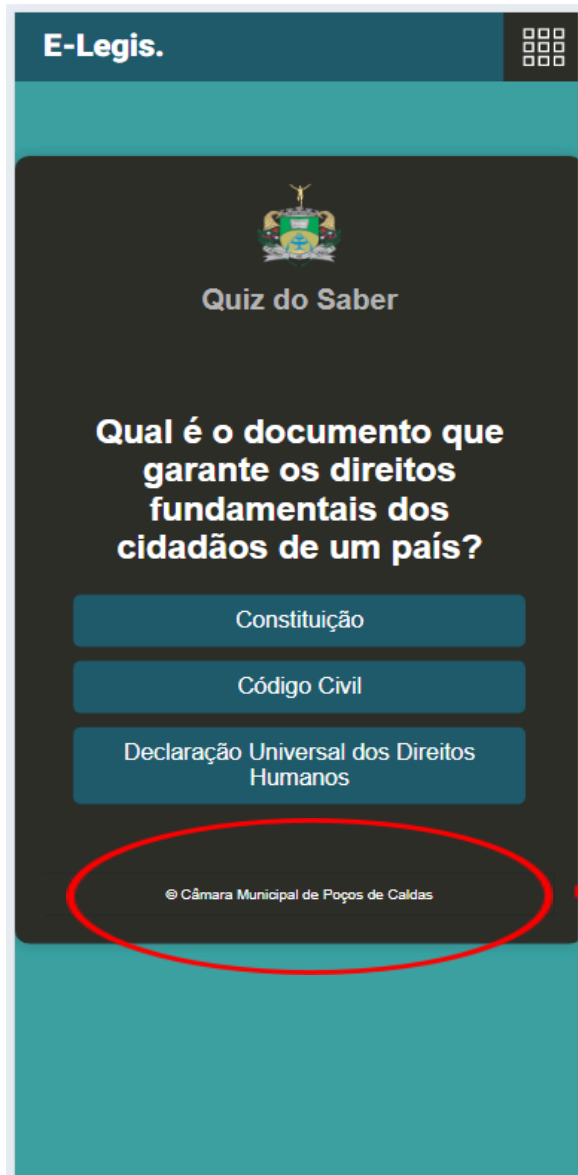 E-Legis.
Quiz do Saber
Qual é o documento que
garante os direitos
fundamentais dos
cidadãos de um país?
Constituição
Código Civil
Declaração Universal dos Direitos
Humanos
© Câmara Municipal de Poços de Caldas